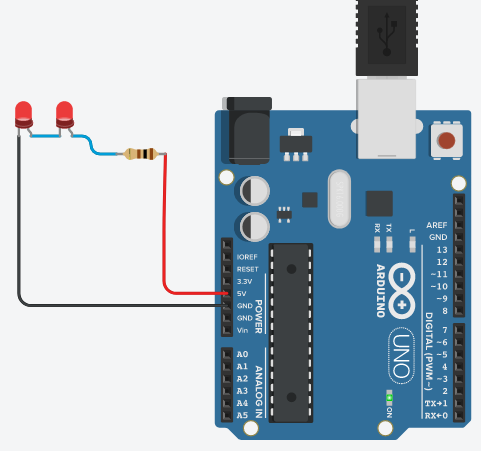 AREF
GND
13
12
~11
~10
~9
8
7
~6
~5
4
~3
2
TX→1
RX←0
DIGITAL (PWM~)
IOREF
RESET
3.3V
5V
GND
GND
Vin
POWER
A0
A1
A2
A3
A4
A5
ANALOG IN
RX
TX
L
ARDUINO
UNO
ON